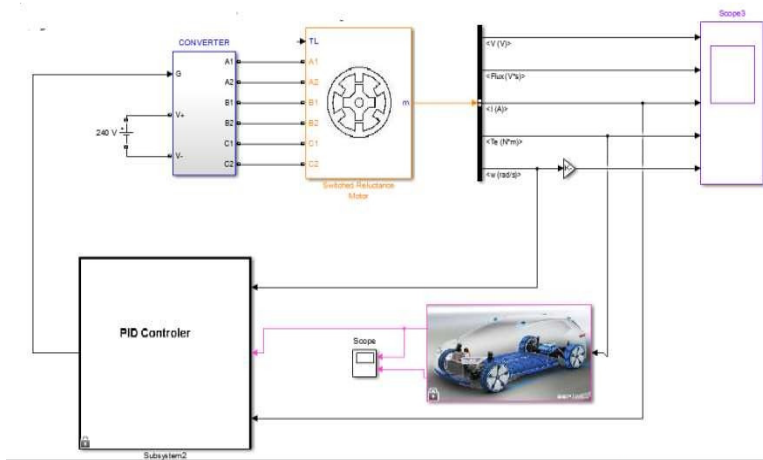 Scope3
CONVERTER
G
V+
V-
240 V
A1
A2
B1
B2
C1
C2
TL
A1
A2
B1
B2
C1
C2
m
Switched Reluctance
Motor
<V (V)>
<Flux (V*s)>
<I (A)>
<Te (N*m)>
<w (rad/s)>
PID Controler
Subsystem2
Scope